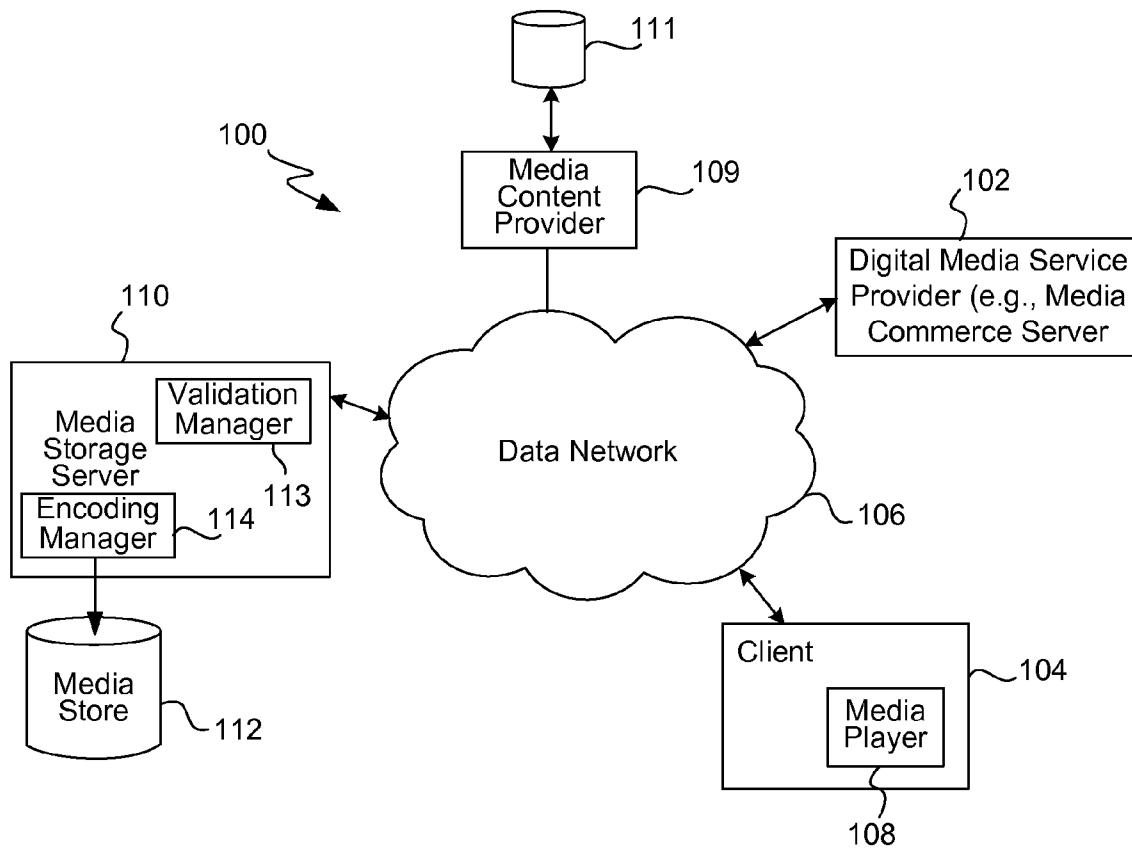 111
100
Media
Content
Provider
109
102
Digital Media Service
Provider (e.g., Media
Commerce Server
110
Validation
Manager
Media
Storage
Server
113
Encoding
Manager
114
Data Network
106
Media
Store
112
Client
104
Media
Player
108